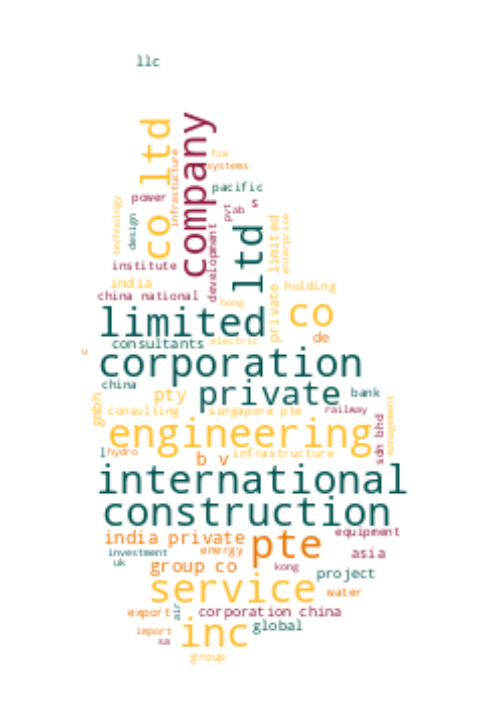 llc
co ltd
company
fze
systems
infrastucture
pacific
power
s
ab
pvt
technology
design
ltd
private limited
enterprise
development
institute
india
holding
china national
hong
co
limited
de
electric
consultants
c
corporation
china
private
bank
pty
gmbh
consulting
singapore pte
railway
management
engineering
sdn bhd
l
hydro
b v
infrastructure
international
construction
equipment
india private
pte
energy
asia
investment
uk
group co
kong
project
service
water
export
air
corporation china
inc
global
import
sa
group